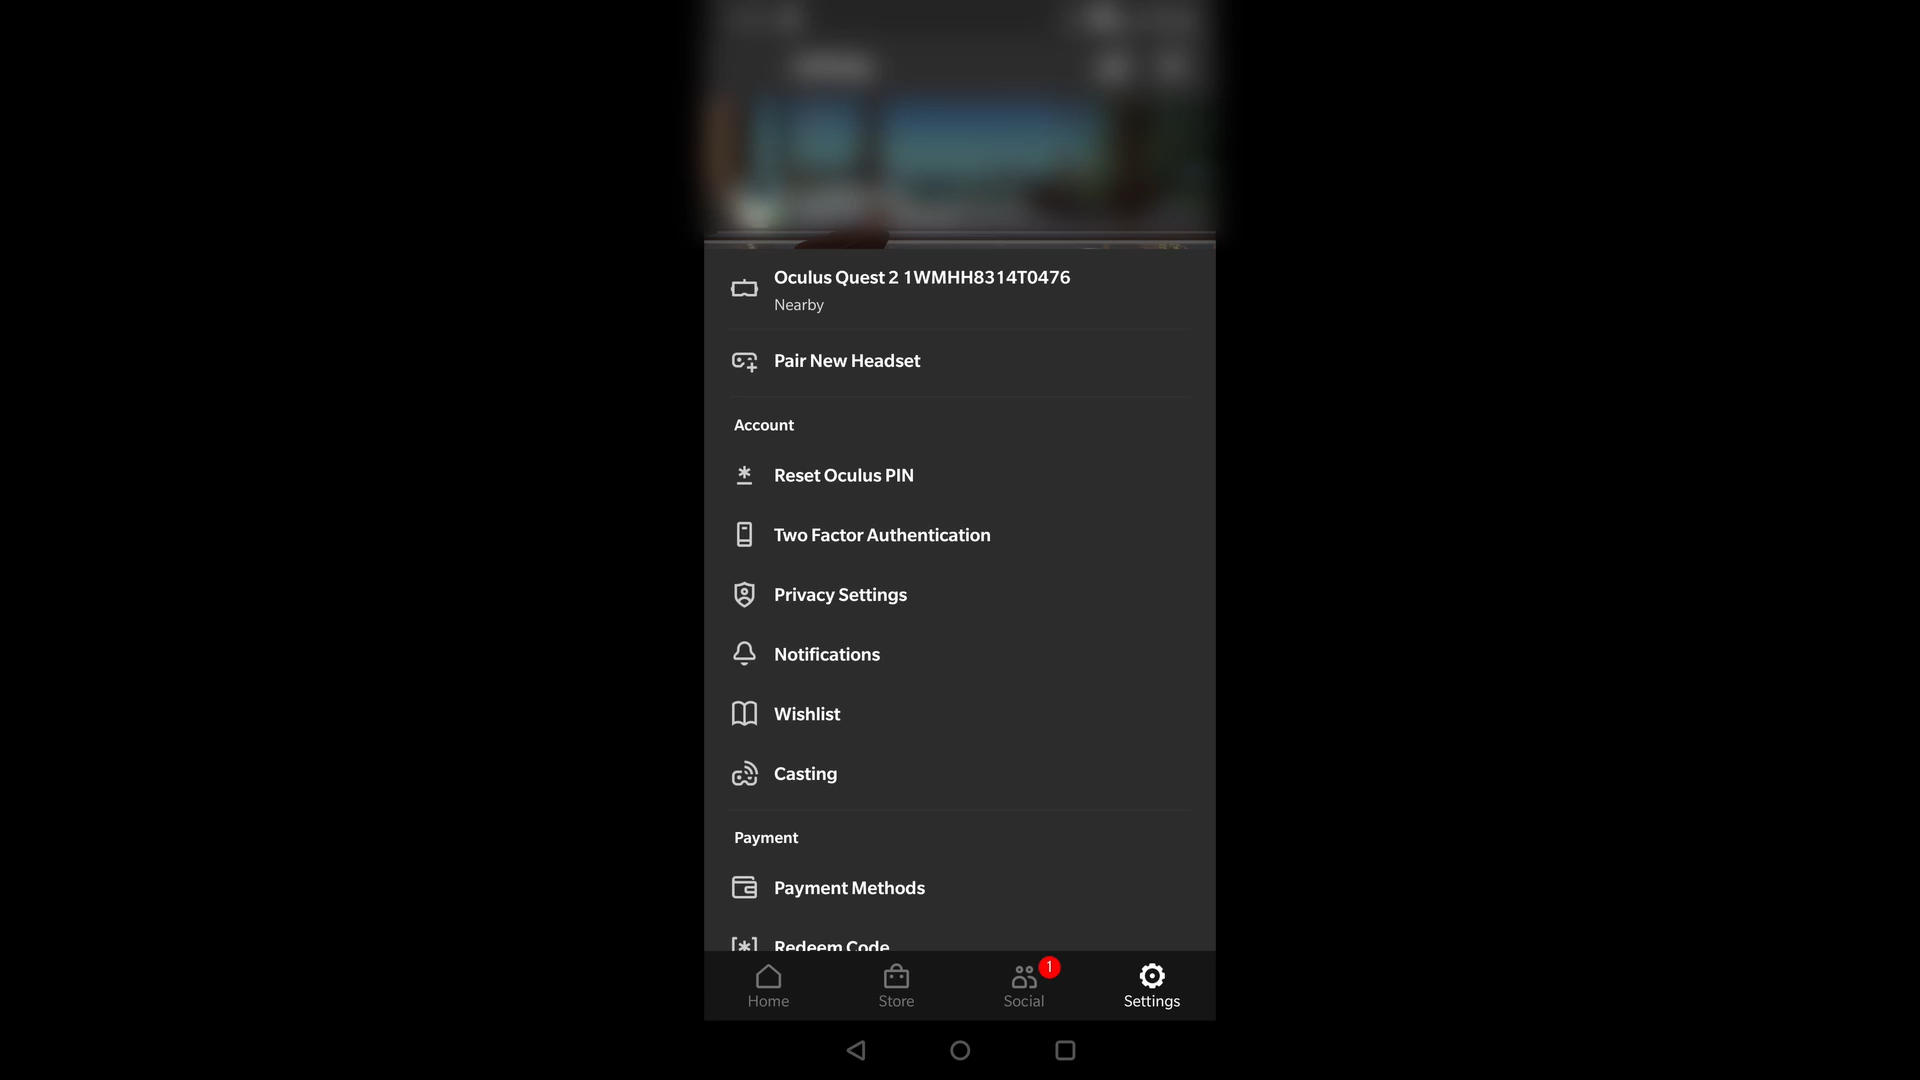 Oculus Quest 2 1WMHH8314T0476
Nearby
Pair New Headset
Account
Reset Oculus PIN
Two Factor Authentication
Privacy Settings
Notifications
Wishlist
Casting
Payment
Payment Methods
Redeem Code
1
Home
Store
Social
Settings